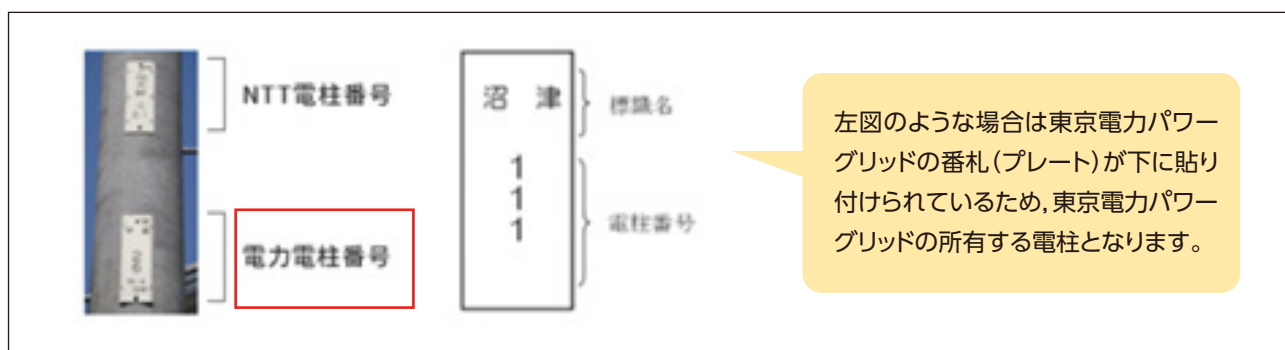 NTT電柱番号
電力電柱番号
沼 津
標識名
1
1
1
電柱番号
左図のような場合は東京電力パワー
グリッドの番札(プレート)が下に貼り
付けられているため,東京電力パワー
グリッドの所有する電柱となります。